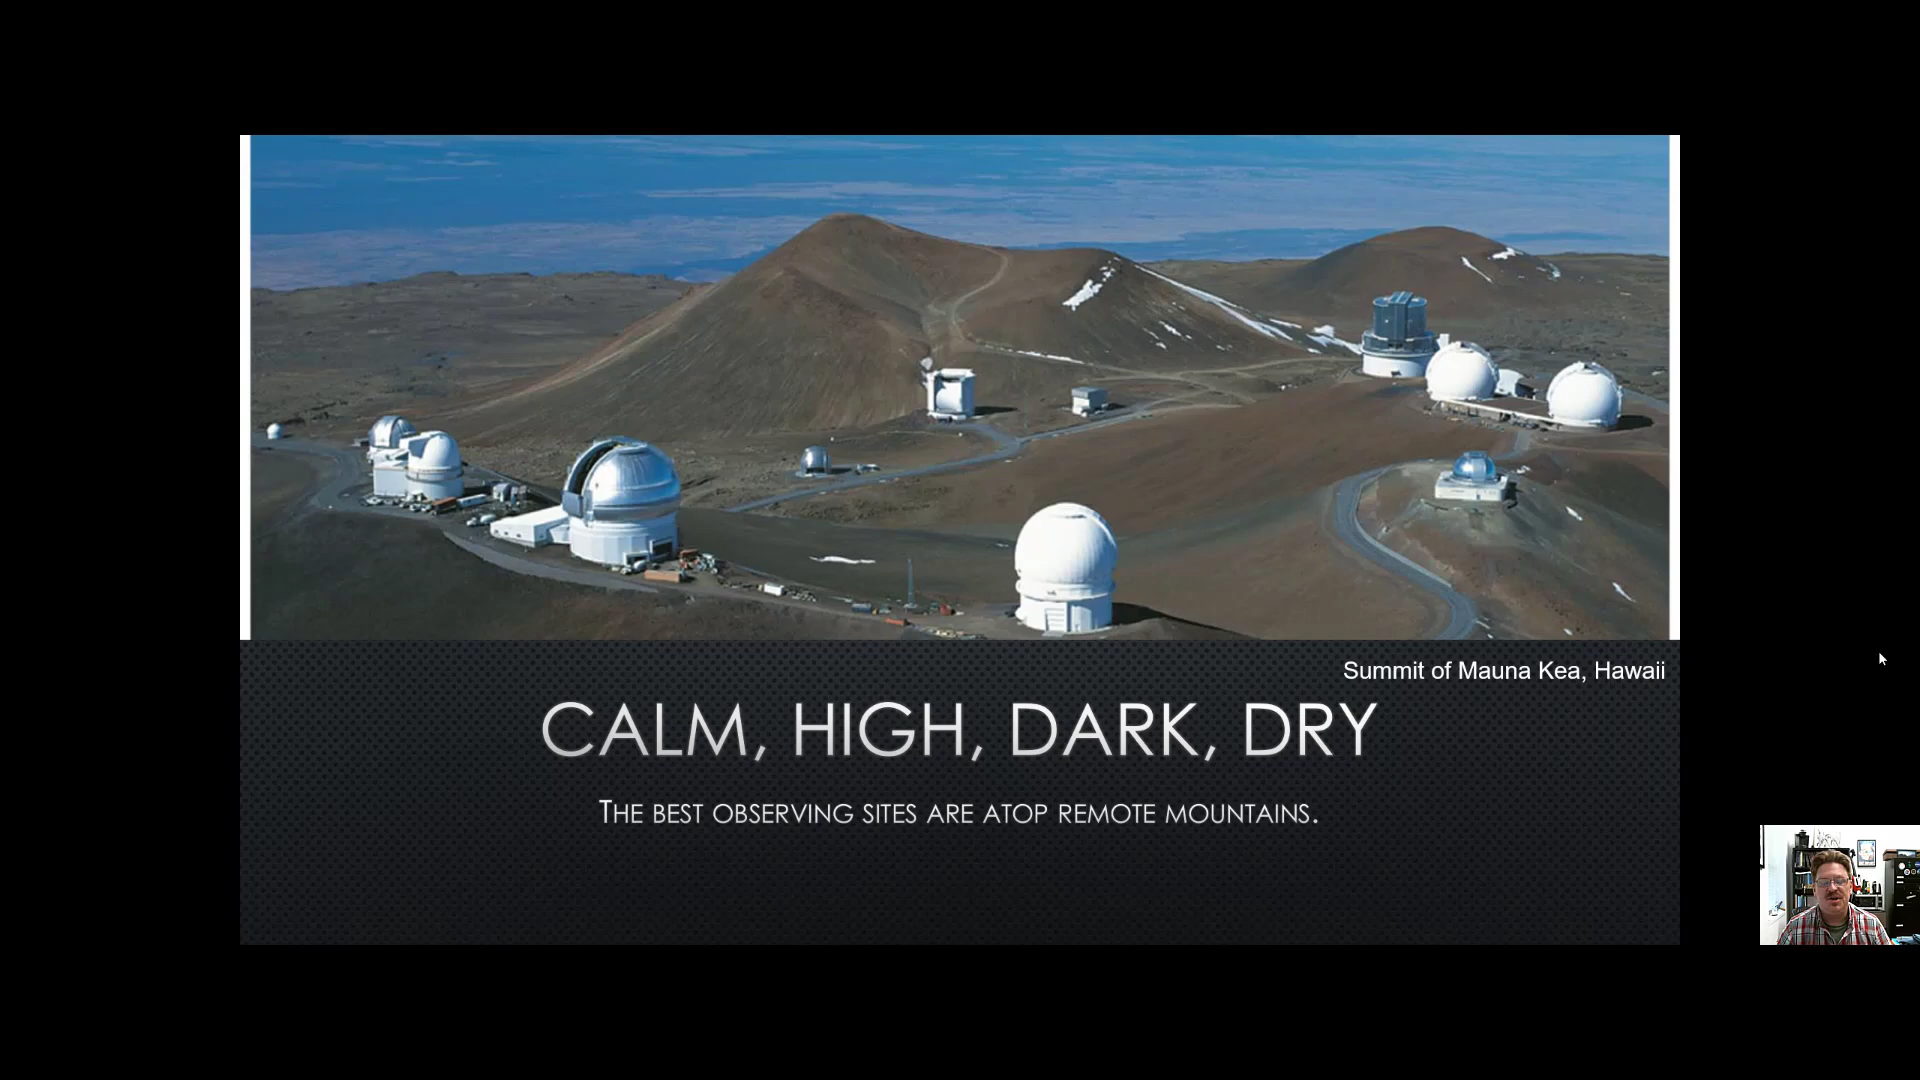 Summit of Mauna Kea, Hawaii
CALM, HIGH, DARK, DRY
THE BEST OBSERVING SITES ARE ATOP REMOTE MOUNTAINS.